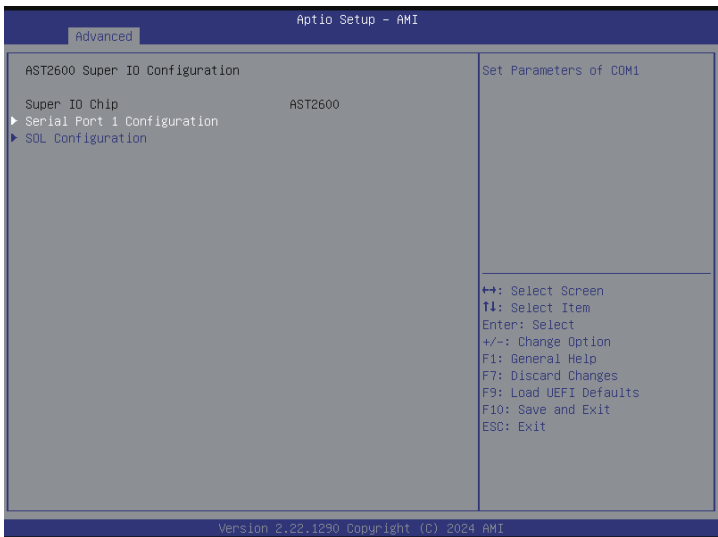 Aptio Setup – AMI
Advanced
AST2600 Super IO Configuration
Super IO Chip AST2600
Serial Port 1 Configuration
SOL Configuration
Set Parameters of COM1
↔: Select Screen
↑↓: Select Item
Enter: Select
+/-: Change Option
F1: General Help
F7: Discard Changes
F9: Load UEFI Defaults
F10: Save and Exit
ESC: Exit
Version 2.22.1290 Copyright (C) 2024 AMI